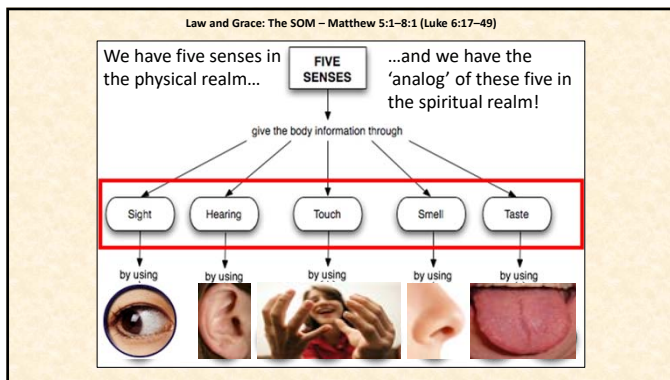 Law and Grace: The SOM – Matthew 5:1–8:1 (Luke 6:17–49)
We have five senses in
the physical realm…
FIVE
SENSES
…and we have the
‘analog’ of these five in
the spiritual realm!
give the body information through
Sight
Hearing
Touch
Smell
Taste
by using
by using
by using
by using
by using